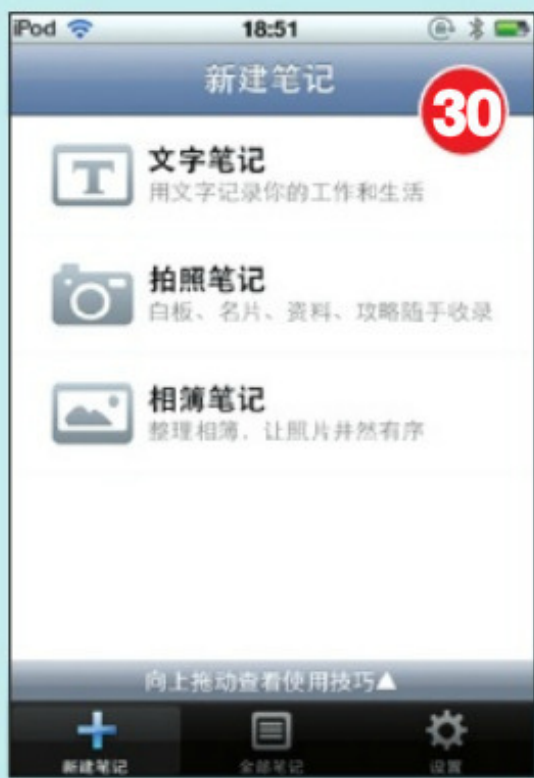 iPod 18:51
新建笔记
30
文字笔记
用文字记录你的工作和生活
拍照笔记
白板、名片、资料、攻略随手收录
相簿笔记
整理相簿，让照片井然有序
向上拖动查看使用技巧▲
新建笔记 全部笔记 设置